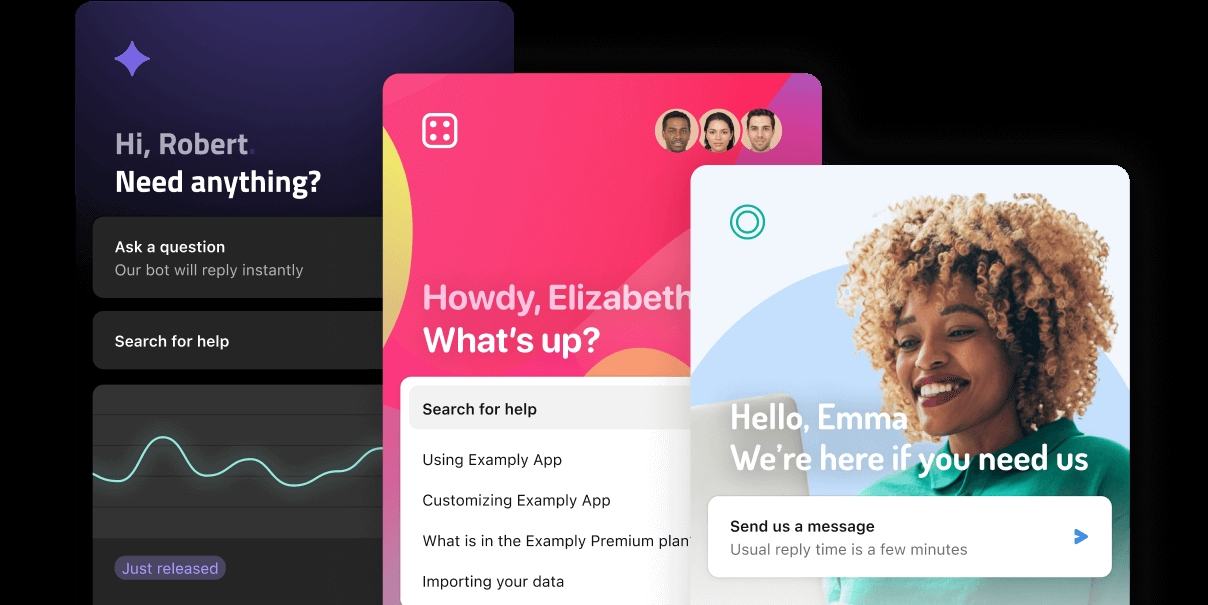 Hi, Robert.
Need anything?
Ask a question
Our bot will reply instantly
Search for help
Just released
Howdy, Elizabeth
What's up?
Search for help
Using Examply App
Customizing Examply App
What is in the Examply Premium plan?
Importing your data
Hello, Emma
We're here if you need us
Send us a message
Usual reply time is a few minutes